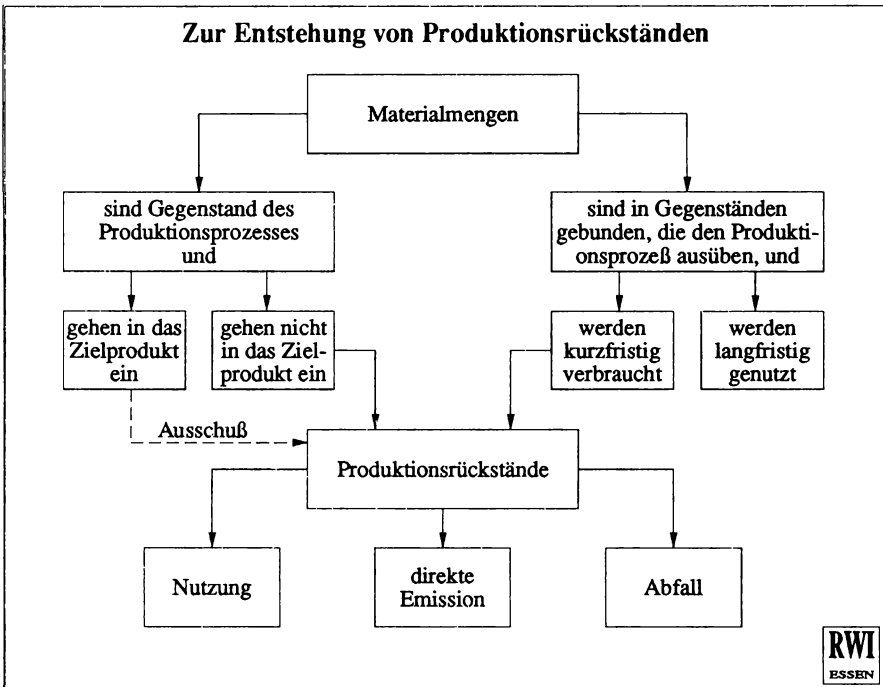 Zur Entstehung von Produktionsrückständen
Materialmengen
sind Gegenstand des
Produktionsprozesses
und
sind in Gegenständen
gebunden, die den Produkti-
onsprozeß ausüben, und
gehen in das
Zielprodukt
ein
gehen nicht
in das Ziel-
produkt ein
werden
kurzfristig
verbraucht
werden
langfristig
genutzt
Ausschuß
Produktionsrückstände
Nutzung
direkte
Emission
Abfall
RWI
ESSEN